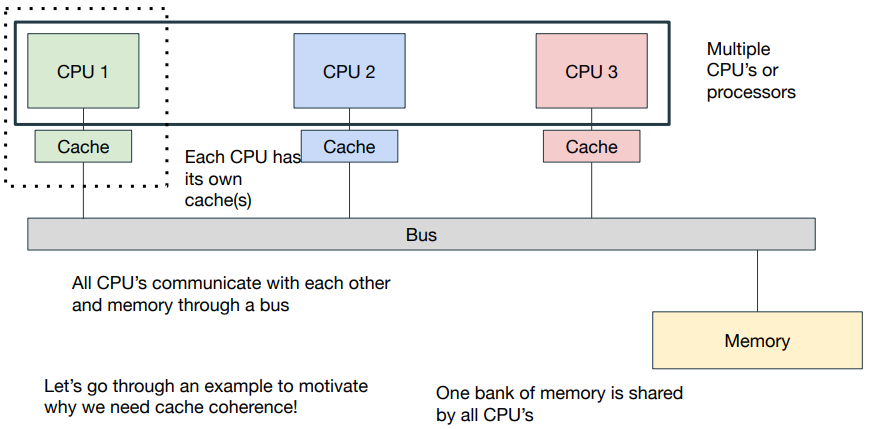 CPU 1
CPU 2
CPU 3
Multiple
CPU's or
processors
Cache
Cache
Cache
Each CPU has
its own
cache(s)
Bus
All CPU's communicate with each other
and memory through a bus
Memory
Let's go through an example to motivate
why we need cache coherence!
One bank of memory is shared
by all CPU's